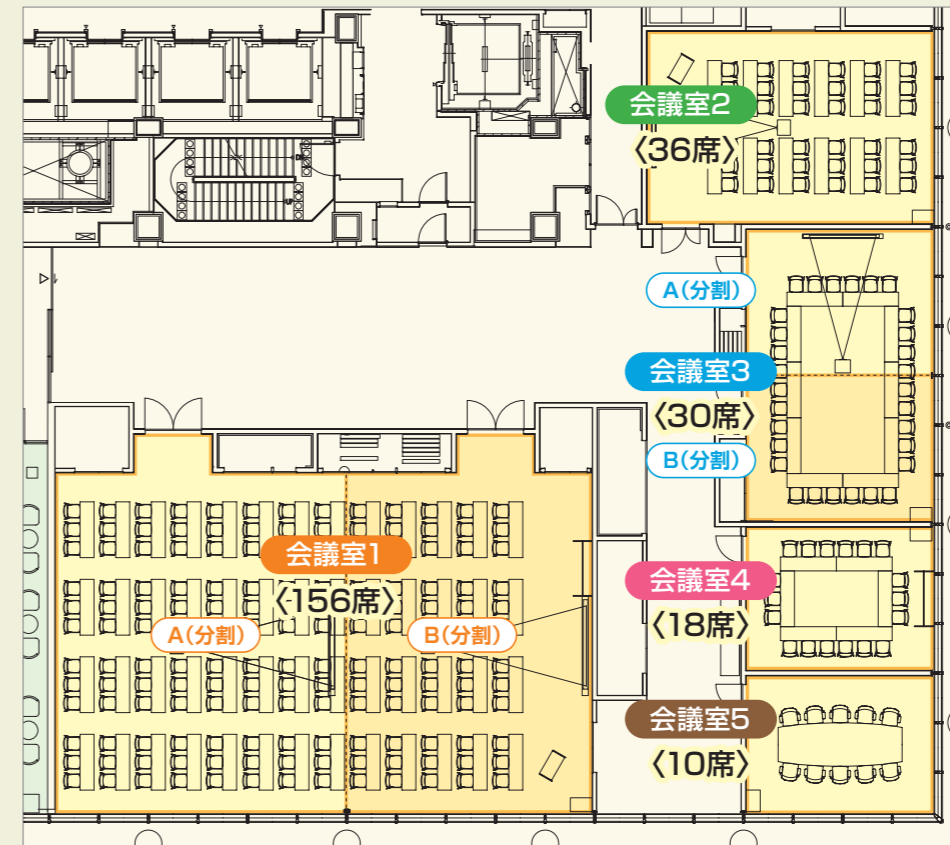 会議室2
〈36席〉
A(分割)
会議室3
〈30席〉
B(分割)
会議室1
〈156席〉
A(分割)
B(分割)
会議室4
〈18席〉
会議室5
〈10席〉